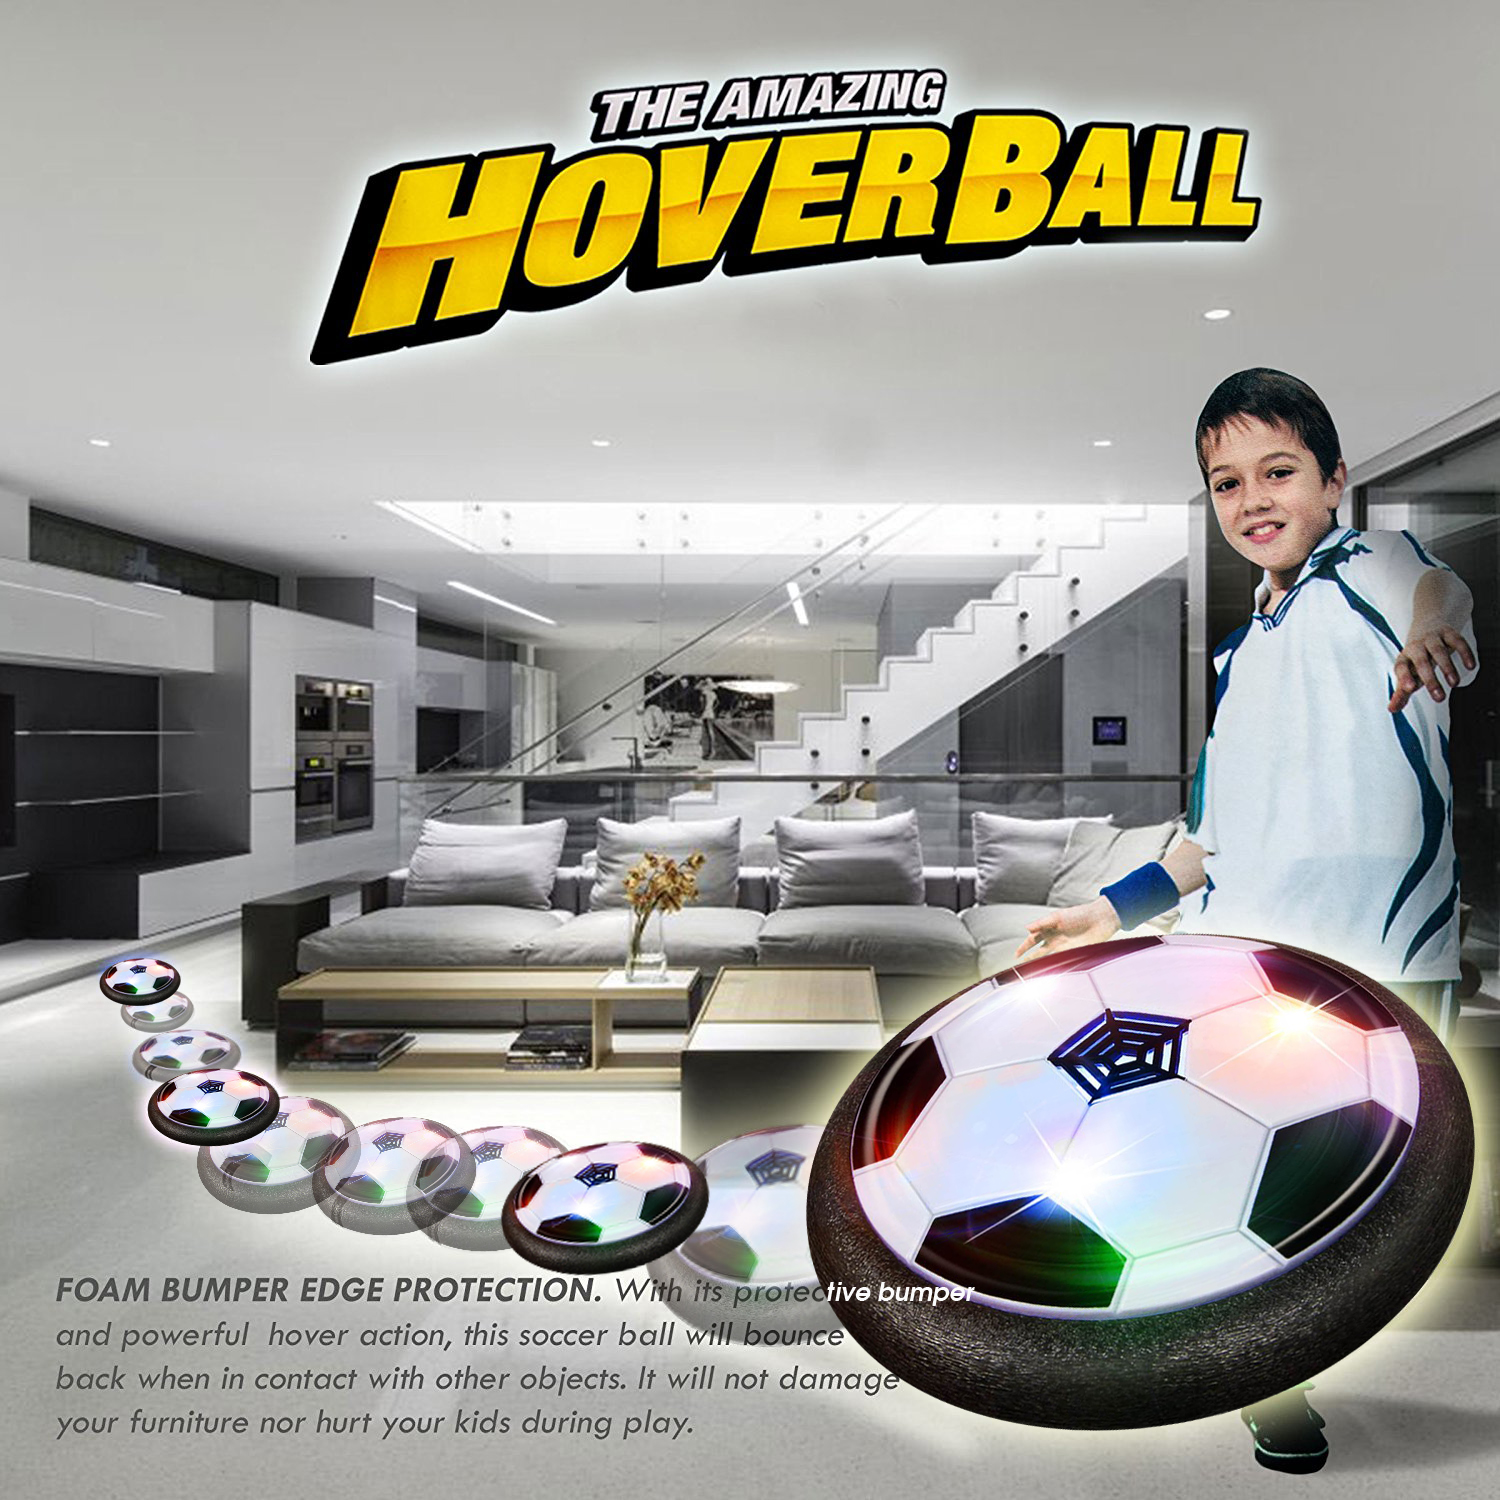 THE AMAZING
HOVERBALL
FOAM BUMPER EDGE PROTECTION. With its protective bumper
and powerful hover action, this soccer ball will bounce
back when in contact with other objects. It will not damage
your furniture nor hurt your kids during play.